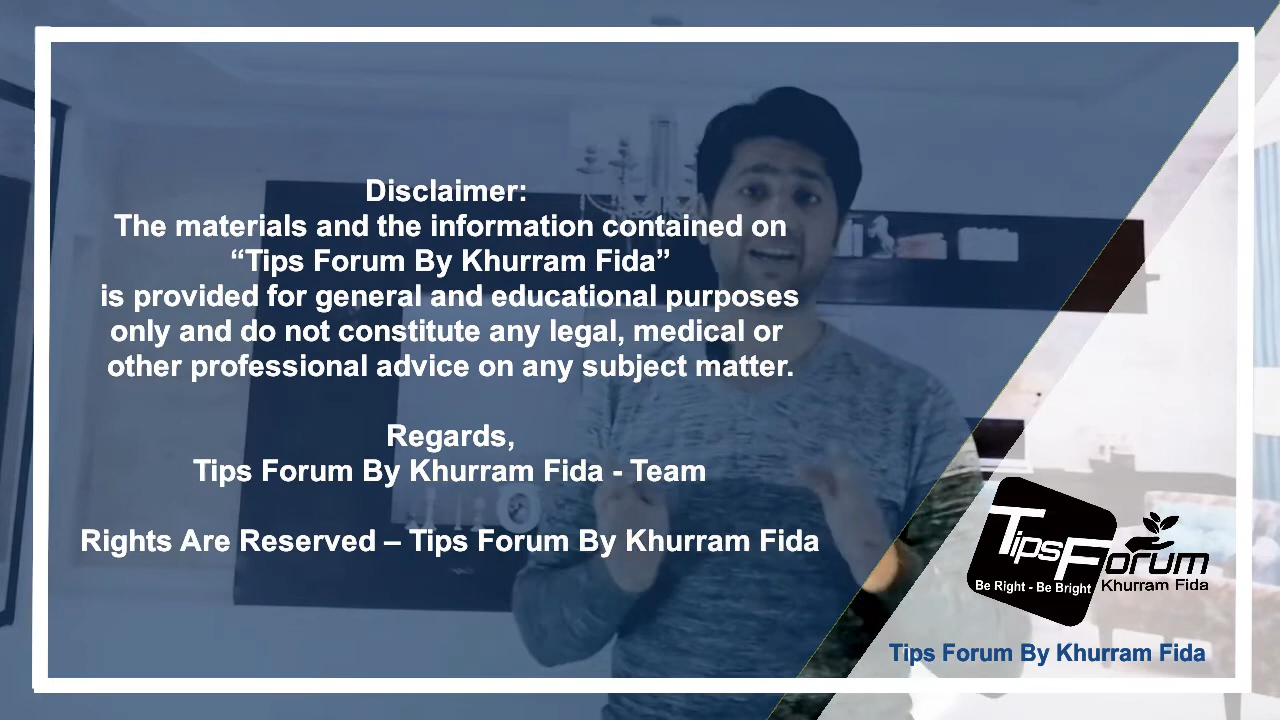 Disclaimer:
The materials and the information contained on
“Tips Forum By Khurram Fida”
is provided for general and educational purposes
only and do not constitute any legal, medical or
other professional advice on any subject matter.
Regards,
Tips Forum By Khurram Fida - Team
Rights Are Reserved – Tips Forum By Khurram Fida
TipsForum
Be Right - Be Bright
Khurram Fida
Tips Forum By Khurram Fida